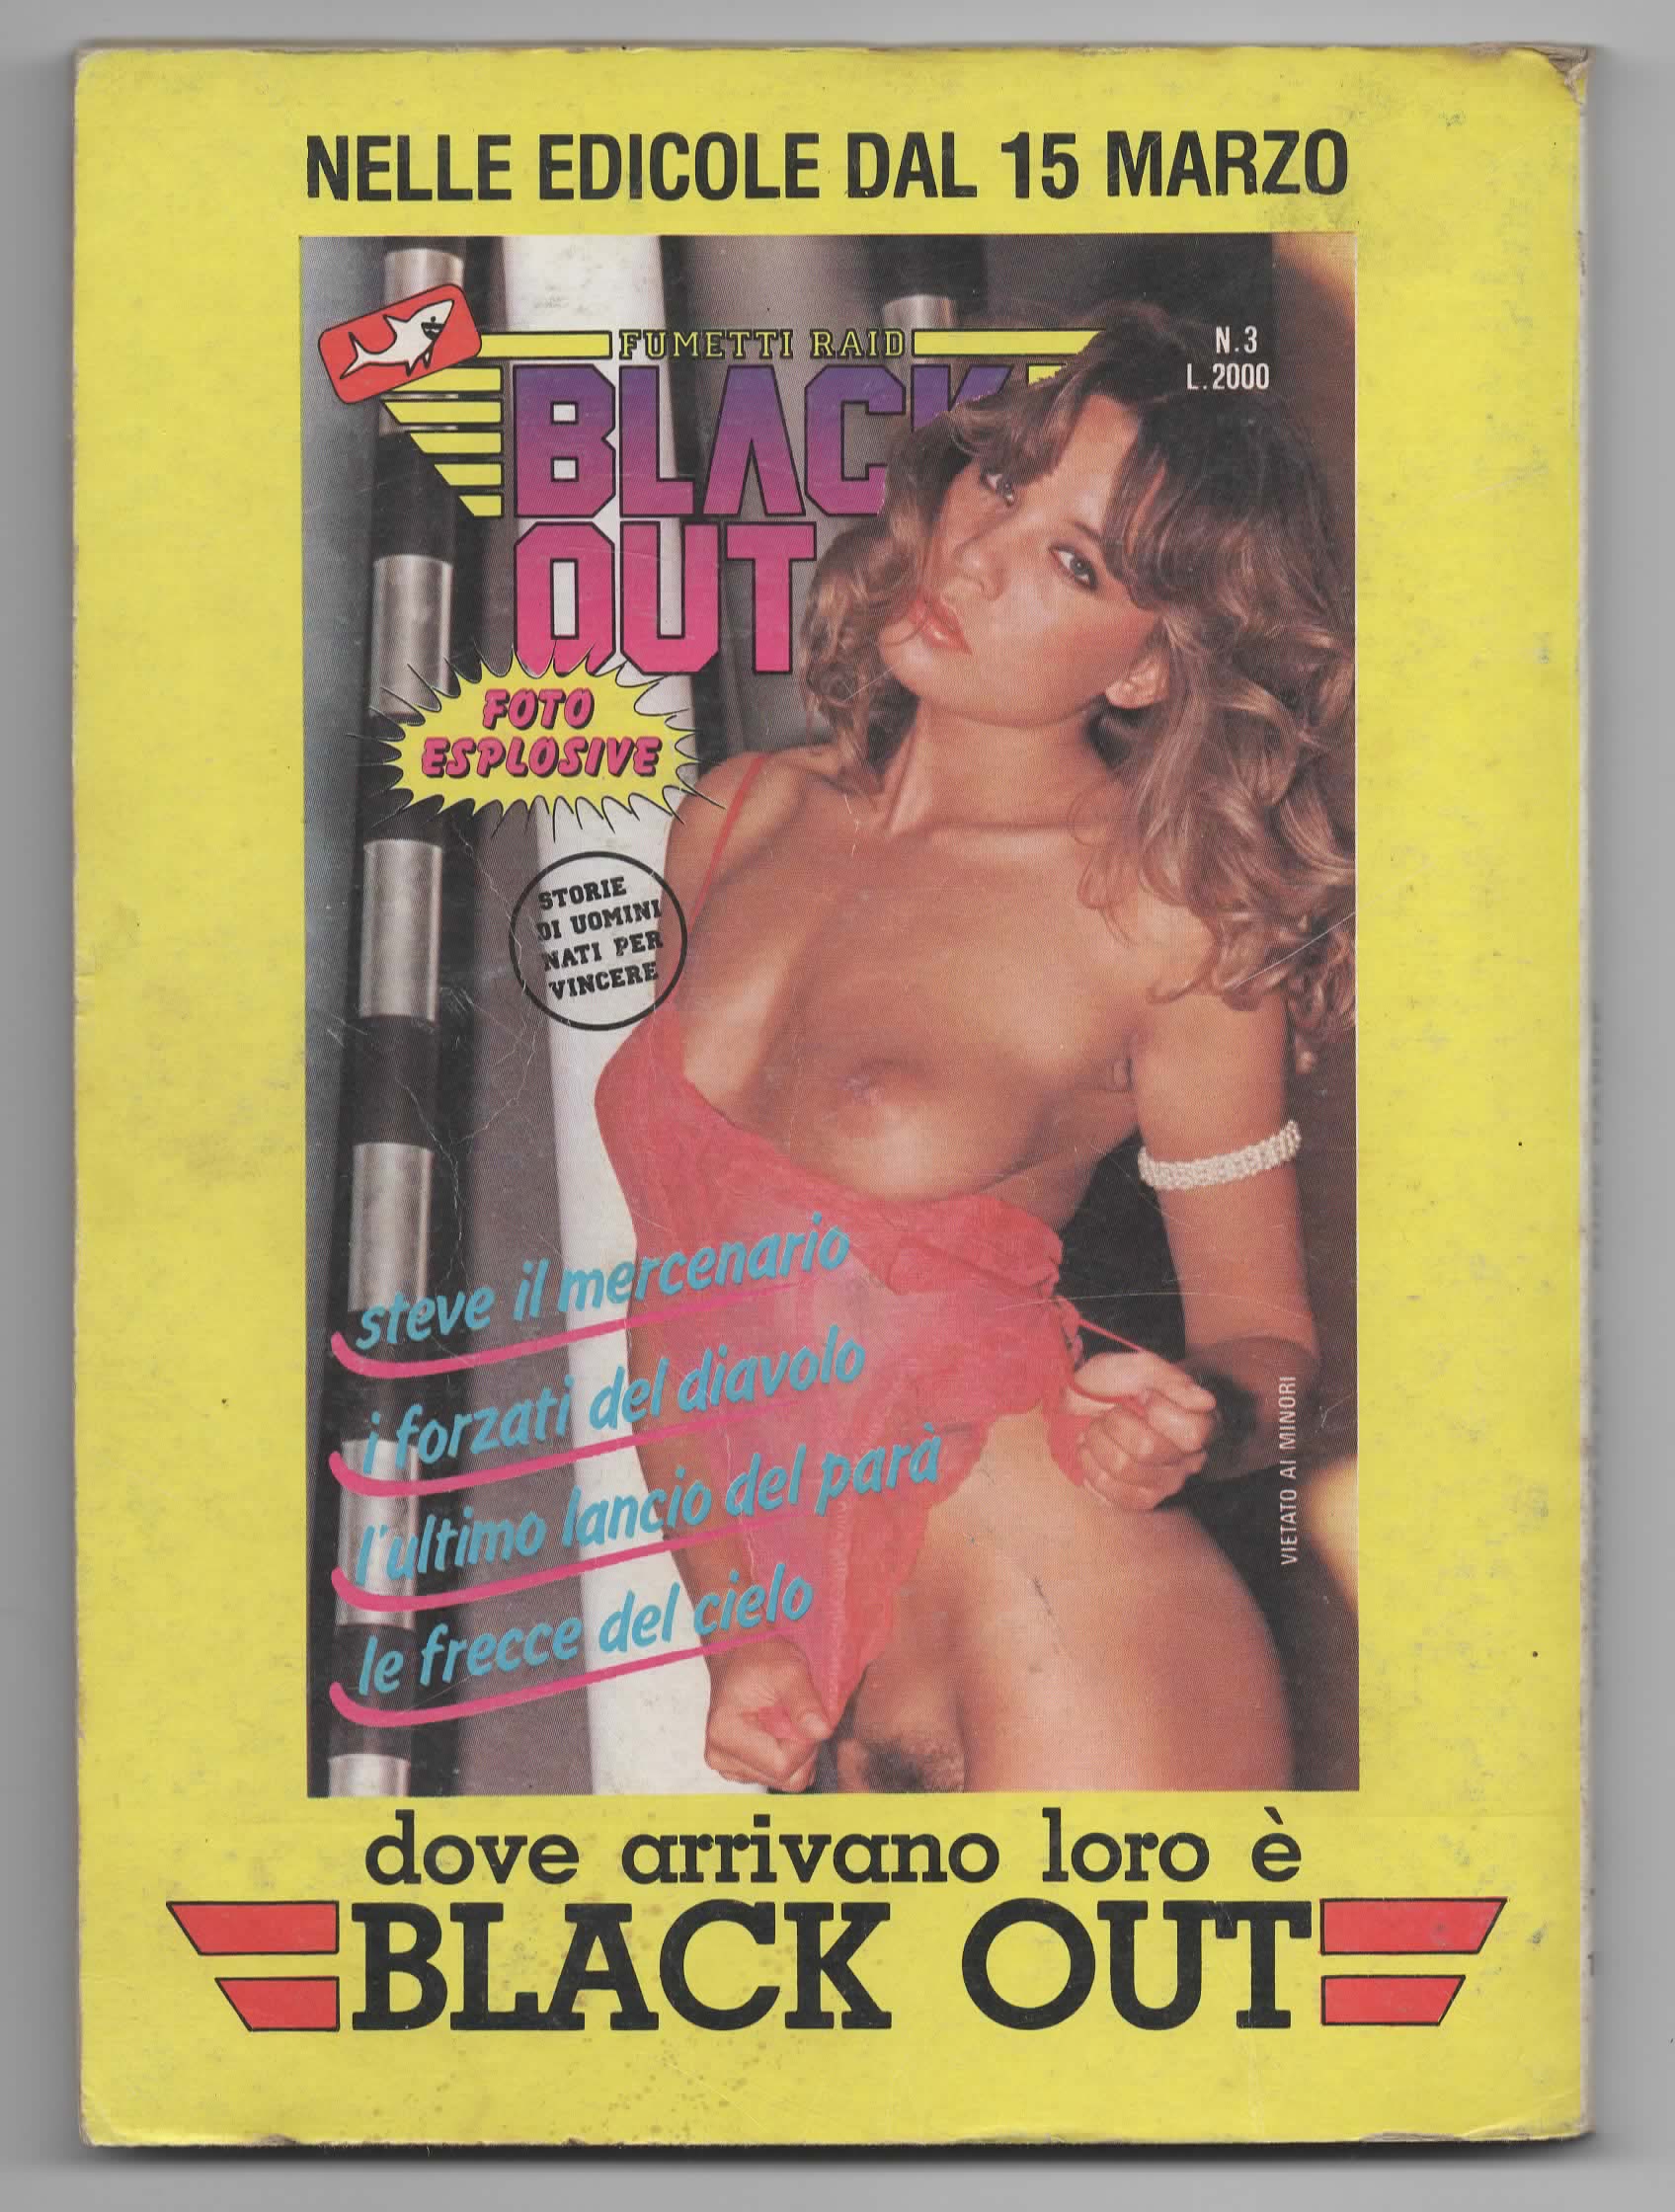 NELLE EDICOLE DAL 15 MARZO
FUMETTI RAID
BLACK
OUT
N.3
L.2000
FOTO
ESPLOSIVE
STORIE
DI UOMINI
NATI PER
VINCERE
steve il mercenario
i forzati del diavolo
l'ultimo lancio del parà
le frecce del cielo
VIETATO AI MINORI
dove arrivano loro è
BLACK OUT